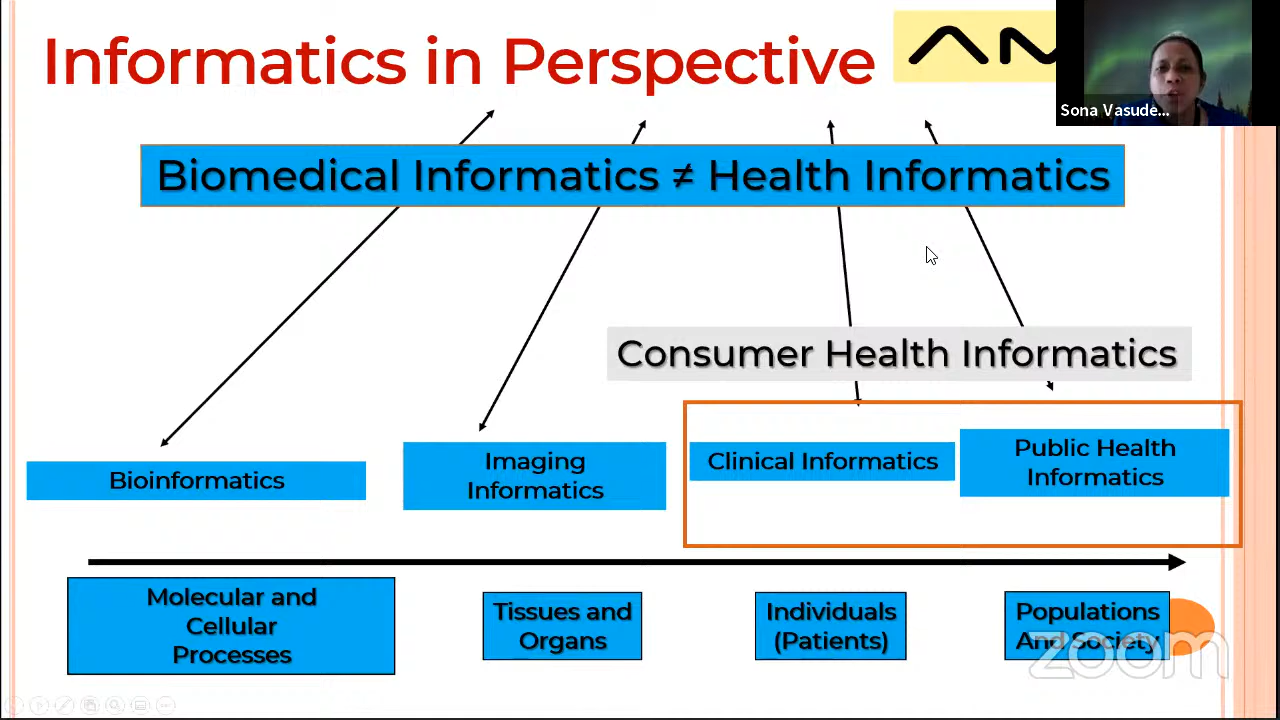 Informatics in Perspective
Sona Vasude...
Biomedical Informatics ≠ Health Informatics
Consumer Health Informatics
Bioinformatics
Imaging
Informatics
Clinical Informatics
Public Health
Informatics
Molecular and
Cellular
Processes
Tissues and
Organs
Individuals
(Patients)
Populations
And Society
zoom